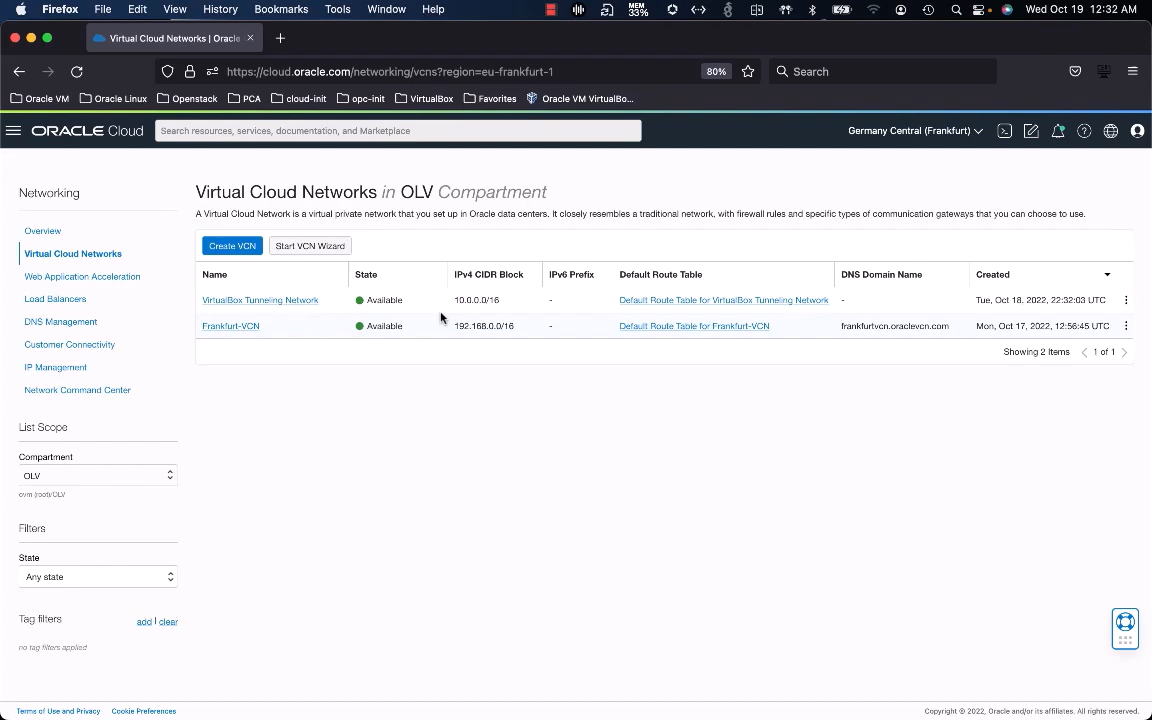 Firefox File Edit View History Bookmarks Tools Window Help MEM 33% Wed Oct 19 12:32 AM
Virtual Cloud Networks | Oracle
https://cloud.oracle.com/networking/vcns?region=eu-frankfurt-1 80% Search
Oracle VM Oracle Linux Openstack PCA cloud-init opc-init VirtualBox Favorites Oracle VM VirtualBo...
ORACLE Cloud Search resources, services, documentation, and Marketplace Germany Central (Frankfurt)
Networking
Overview
Virtual Cloud Networks
Web Application Acceleration
Load Balancers
DNS Management
Customer Connectivity
IP Management
Network Command Center
List Scope
Compartment
OLV
ovm (root)/OLV
Filters
State
Any state
Tag filters add | clear
no tag filters applied
Virtual Cloud Networks in OLV Compartment
A Virtual Cloud Network is a virtual private network that you set up in Oracle data centers. It closely resembles a traditional network, with firewall rules and specific types of communication gateways that you can choose to use.
Create VCN Start VCN Wizard
Name State IPv4 CIDR Block IPv6 Prefix Default Route Table DNS Domain Name Created
VirtualBox Tunneling Network Available 10.0.0.0/16 - Default Route Table for VirtualBox Tunneling Network - Tue, Oct 18, 2022, 22:32:03 UTC
Frankfurt-VCN Available 192.168.0.0/16 - Default Route Table for Frankfurt-VCN frankfurtvcn.oraclevcn.com Mon, Oct 17, 2022, 12:56:45 UTC
Showing 2 Items 1 of 1
Terms of Use and Privacy Cookie Preferences Copyright © 2022, Oracle and/or its affiliates. All rights reserved.